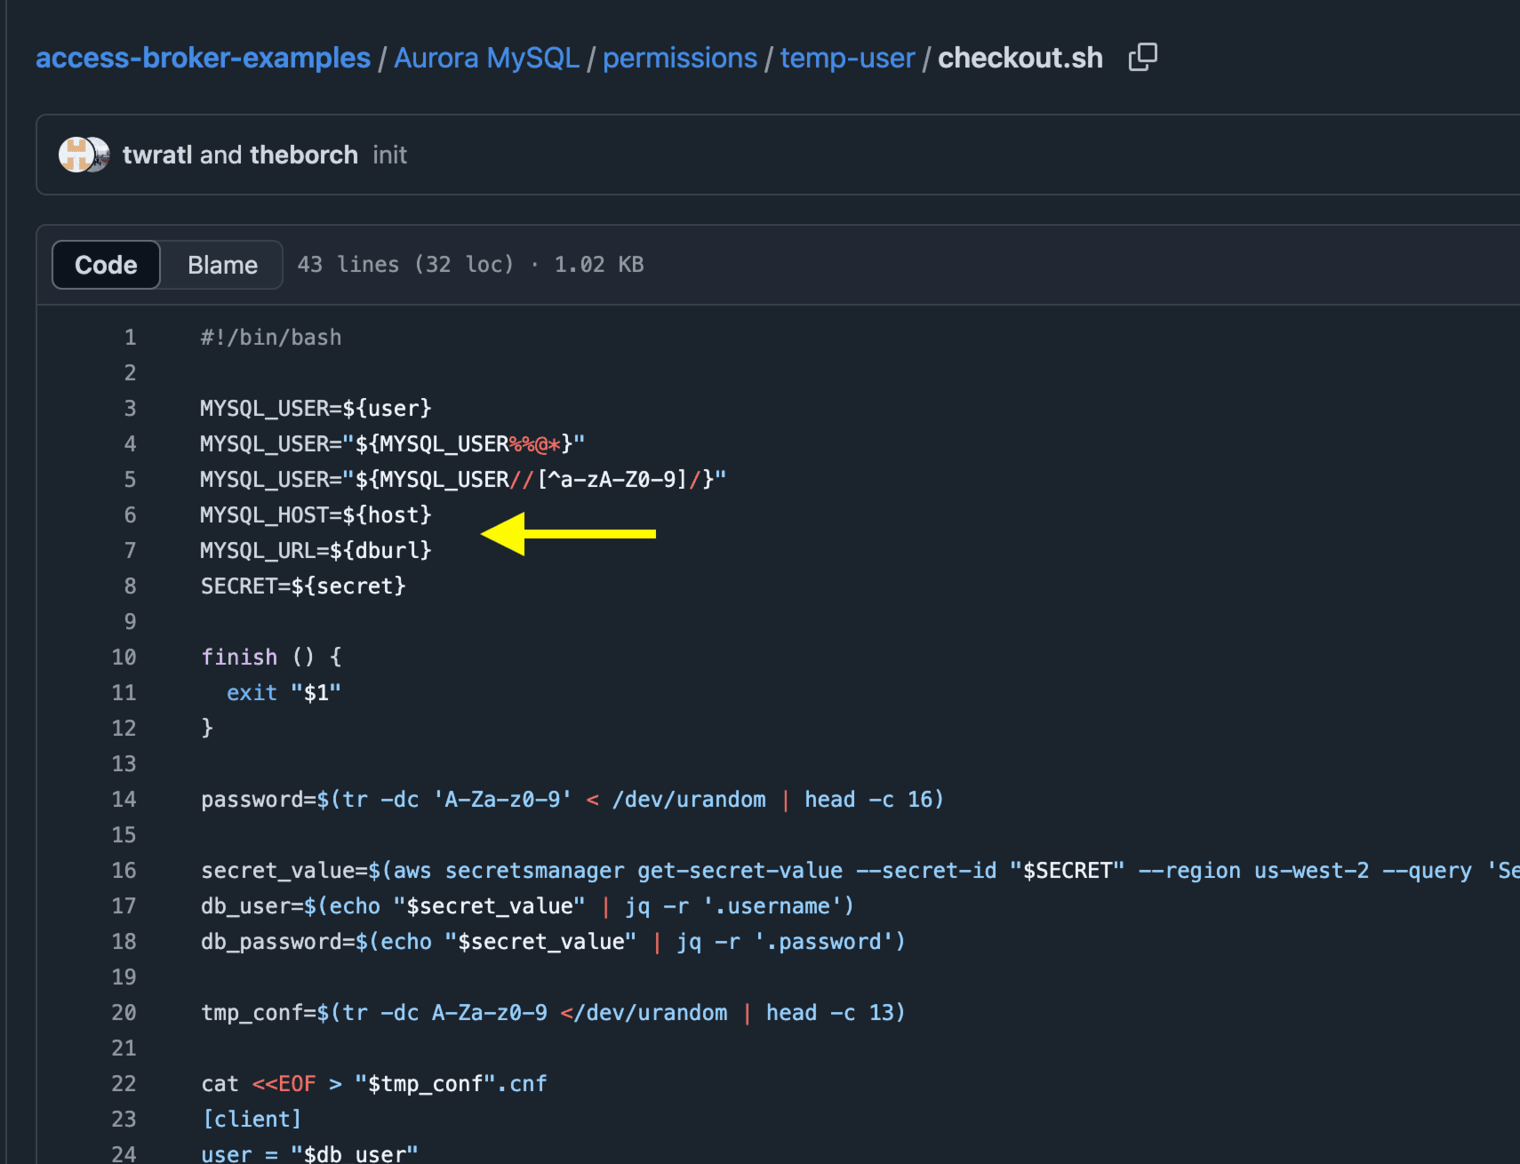 access-broker-examples / Aurora MySQL / permissions / temp-user / checkout.sh
twratl and theborch init
Code Blame 43 lines (32 loc) · 1.02 KB
1 #!/bin/bash
2
3 MYSQL_USER=${user}
4 MYSQL_USER="${MYSQL_USER%%@*}"
5 MYSQL_USER="${MYSQL_USER//[^a-zA-Z0-9]/}"
6 MYSQL_HOST=${host}
7 MYSQL_URL=${dburl}
8 SECRET=${secret}
9
10 finish () {
11   exit "$1"
12 }
13
14 password=$(tr -dc 'A-Za-z0-9' < /dev/urandom | head -c 16)
15
16 secret_value=$(aws secretsmanager get-secret-value --secret-id "$SECRET" --region us-west-2 --query 'Se
17 db_user=$(echo "$secret_value" | jq -r '.username')
18 db_password=$(echo "$secret_value" | jq -r '.password')
19
20 tmp_conf=$(tr -dc A-Za-z0-9 </dev/urandom | head -c 13)
21
22 cat <<EOF > "$tmp_conf".cnf
23 [client]
24 user = "$db_user"